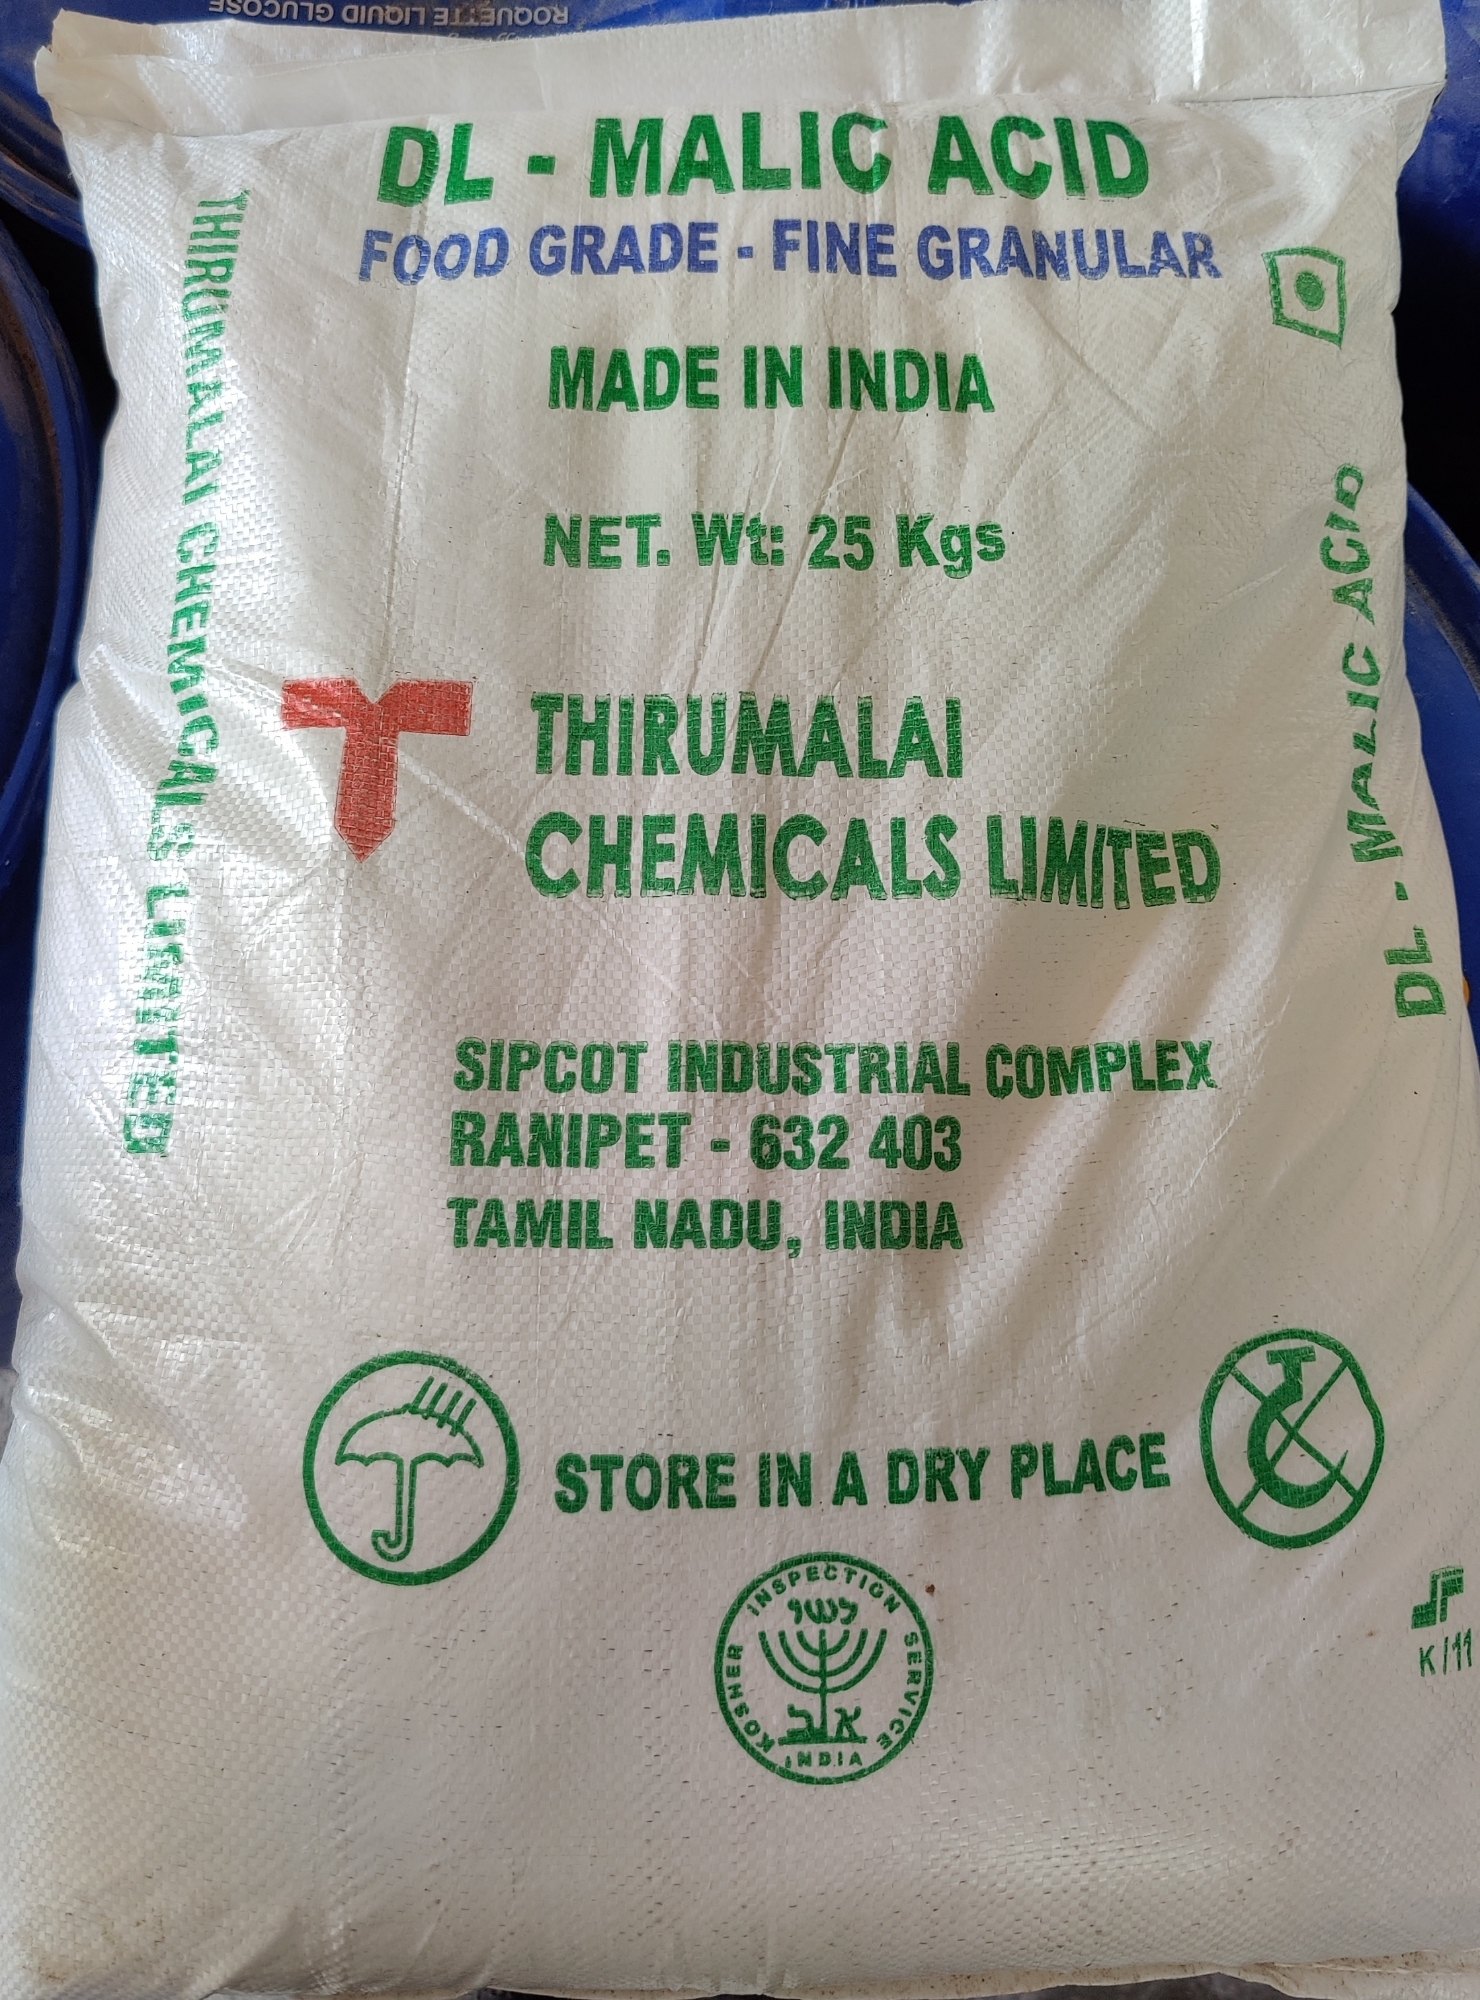 ROQUETTE LIQUID GLUCOSE
DL - MALIC ACID
FOOD GRADE - FINE GRANULAR
MADE IN INDIA
NET. Wt: 25 Kgs
THIRUMALAI
CHEMICALS LIMITED
SIPCOT INDUSTRIAL COMPLEX
RANIPET - 632 403
TAMIL NADU, INDIA
THIRUMALAI CHEMICALS LIMITED
DL - MALIC ACID
STORE IN A DRY PLACE
KOSHER INSPECTION SERVICE
INDIA
K/11